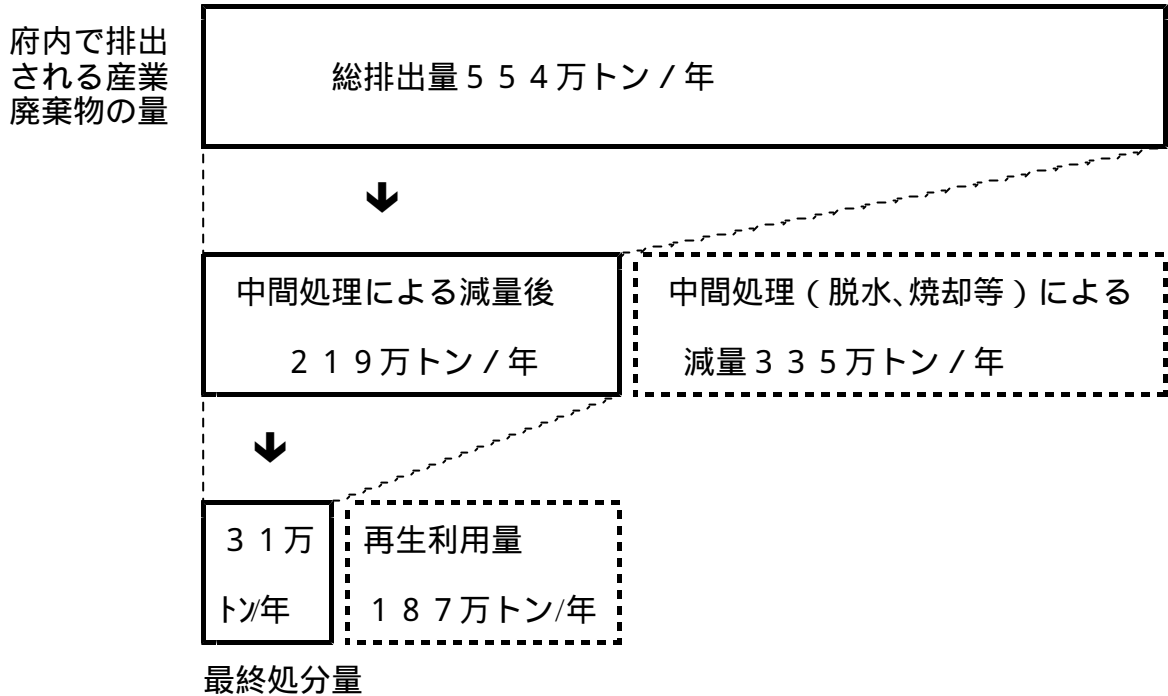 府内で排出
される産業
廃棄物の量
総排出量５５４万トン／年
中間処理による減量後
２１９万トン／年
中間処理（脱水､焼却等）による
減量３３５万トン／年
３１万
ﾄﾝ/年
再生利用量
１８７万トン/年
最終処分量